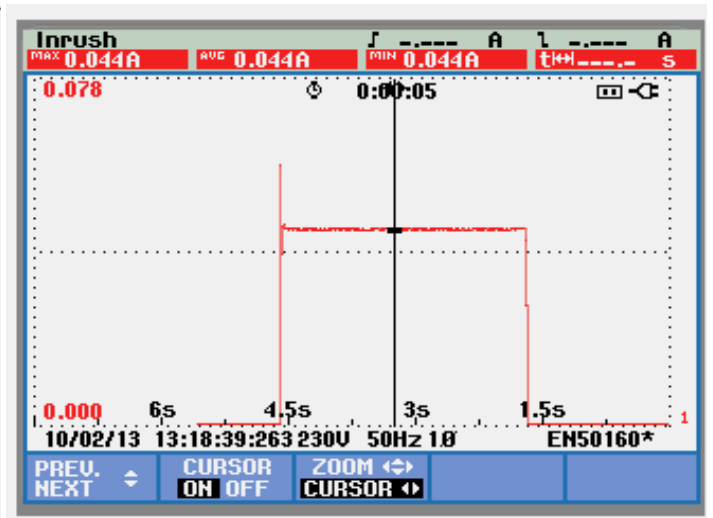 Inrush -.--- A -.--- A
MAX 0.044A AVG 0.044A MIN 0.044A t ---.- s
0.078 0:00:05
0.000 6s 4.5s 3s 1.5s 1
10/02/13 13:18:39:263 230V 50Hz 1.Ø EN50160*
PREV. CURSOR ZOOM
NEXT ON OFF CURSOR